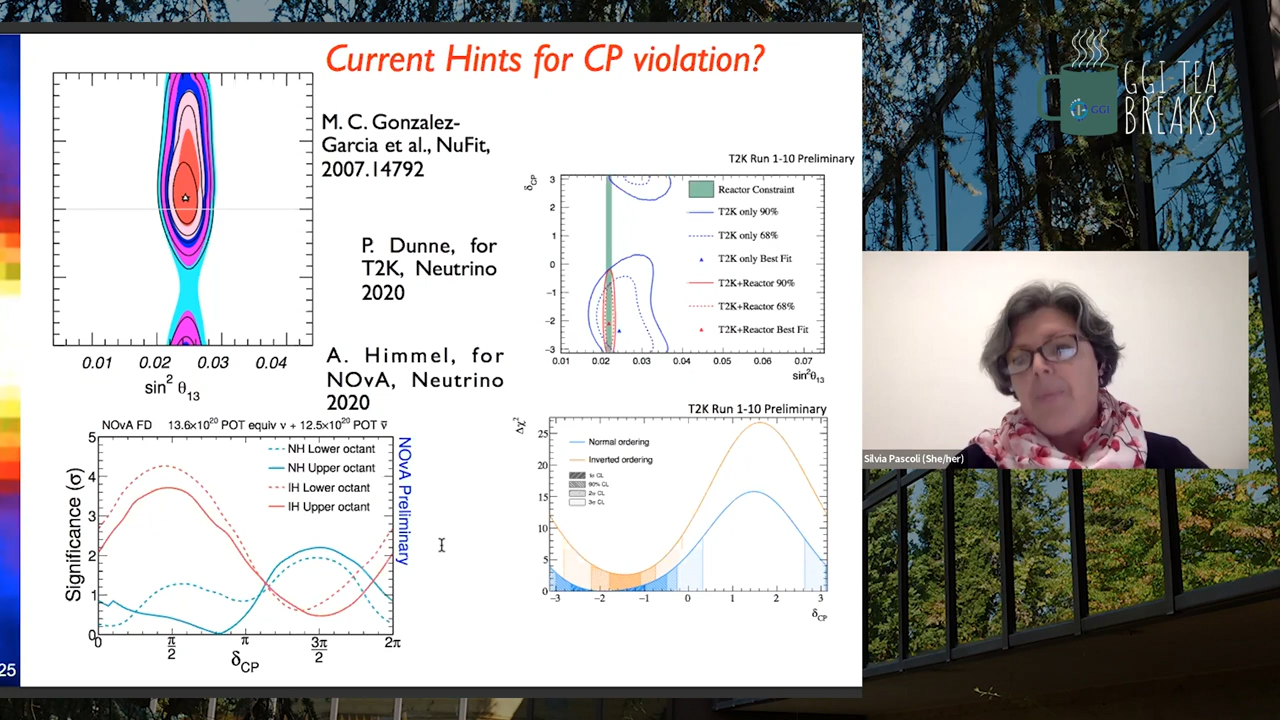 Current Hints for CP violation?
GGI TEA
BREAKS
GGI
M. C. Gonzalez-
Garcia et al., NuFit,
2007.14792
0.01 0.02 0.03 0.04
sin² θ₁₃
P. Dunne, for
T2K, Neutrino
2020
A. Himmel, for
NOvA, Neutrino
2020
T2K Run 1-10 Preliminary
δCP
3
2
1
0
−1
−2
−3
Reactor Constraint
T2K only 90%
T2K only 68%
T2K only Best Fit
T2K+Reactor 90%
T2K+Reactor 68%
T2K+Reactor Best Fit
0.01 0.02 0.03 0.04 0.05 0.06 0.07
sin²θ₁₃
Silvia Pascoli (She/her)
NOvA FD 13.6×10²⁰ POT equiv ν + 12.5×10²⁰ POT ν̅
NOvA Preliminary
Significance (σ)
5
4
3
2
1
0
NH Lower octant
NH Upper octant
IH Lower octant
IH Upper octant
0 π/2 π 3π/2 2π
δCP
T2K Run 1-10 Preliminary
Δχ²
25
20
15
10
5
0
Normal ordering
Inverted ordering
1σ CL
90% CL
2σ CL
3σ CL
−3 −2 −1 0 1 2 3
δCP
25